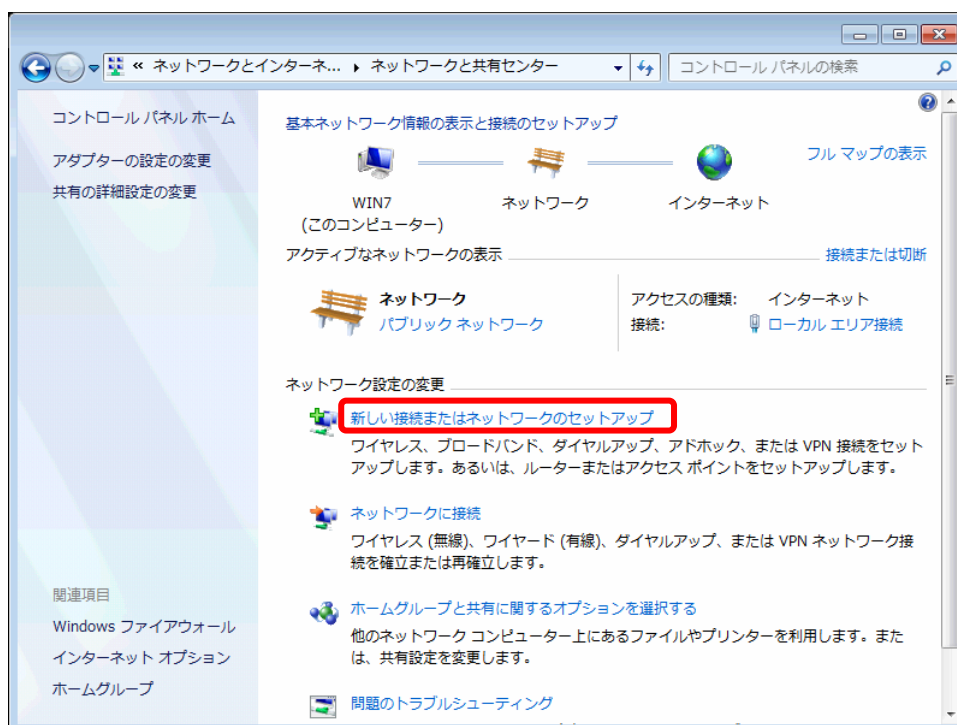 « ネットワークとインターネ... ▸ ネットワークと共有センター
コントロール パネルの検索
コントロール パネル ホーム
アダプターの設定の変更
共有の詳細設定の変更
基本ネットワーク情報の表示と接続のセットアップ
フル マップの表示
WIN7
(このコンピューター)
ネットワーク
インターネット
アクティブなネットワークの表示
接続または切断
ネットワーク
パブリック ネットワーク
アクセスの種類: インターネット
接続: ローカル エリア接続
ネットワーク設定の変更
新しい接続またはネットワークのセットアップ
ワイヤレス、ブロードバンド、ダイヤルアップ、アドホック、または VPN 接続をセット
アップします。あるいは、ルーターまたはアクセス ポイントをセットアップします。
ネットワークに接続
ワイヤレス (無線)、ワイヤード (有線)、ダイヤルアップ、または VPN ネットワーク接
続を確立または再確立します。
ホームグループと共有に関するオプションを選択する
他のネットワーク コンピューター上にあるファイルやプリンターを利用します。また
は、共有設定を変更します。
問題のトラブルシューティング
関連項目
Windows ファイアウォール
インターネット オプション
ホームグループ